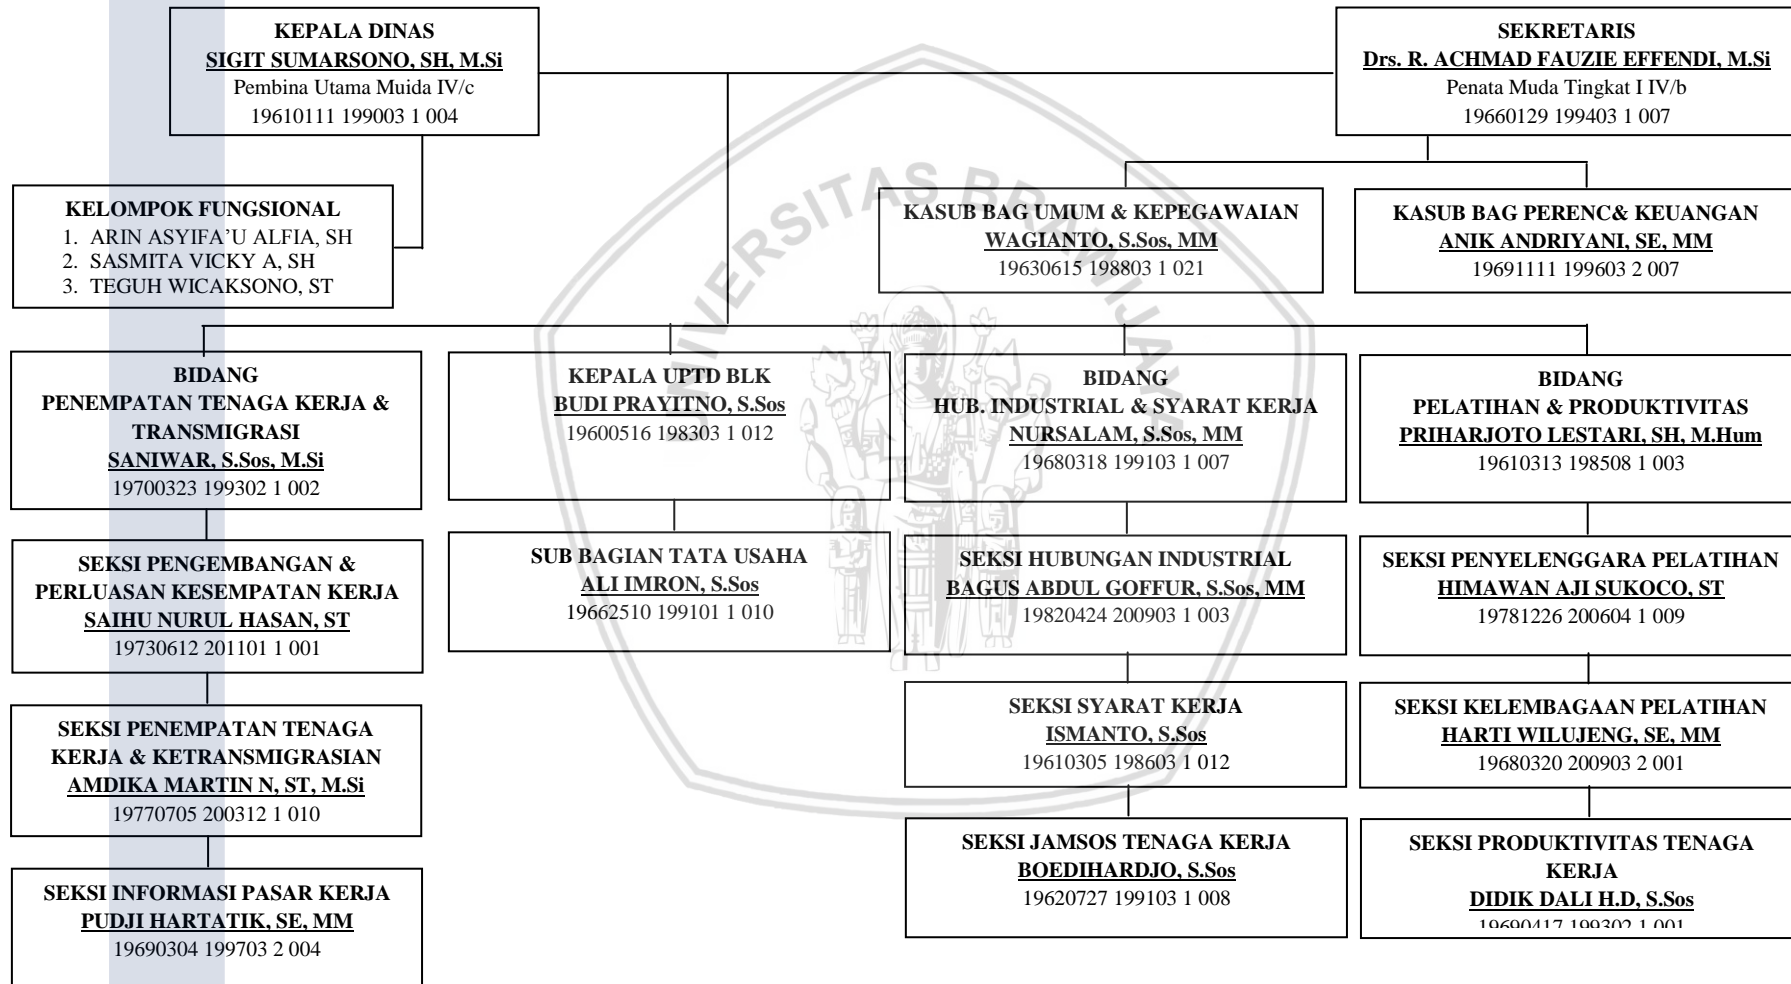 KEPALA DINAS
SIGIT SUMARSONO, SH, M.Si
Pembina Utama Muida IV/c
19610111 199003 1 004
SEKRETARIS
Drs. R. ACHMAD FAUZIE EFFENDI, M.Si
Penata Muda Tingkat I IV/b
19660129 199403 1 007
KELOMPOK FUNGSIONAL
1. ARIN ASYIFA'U ALFIA, SH
2. SASMITA VICKY A, SH
3. TEGUH WICAKSONO, ST
KASUB BAG UMUM & KEPEGAWAIAN
WAGIANTO, S.Sos, MM
19630615 198803 1 021
KASUB BAG PERENC& KEUANGAN
ANIK ANDRIYANI, SE, MM
19691111 199603 2 007
UNIVERSITAS BRAWIJAYA
BIDANG
PENEMPATAN TENAGA KERJA &
TRANSMIGRASI
SANIWAR, S.Sos, M.Si
19700323 199302 1 002
KEPALA UPTD BLK
BUDI PRAYITNO, S.Sos
19600516 198303 1 012
BIDANG
HUB. INDUSTRIAL & SYARAT KERJA
NURSALAM, S.Sos, MM
19680318 199103 1 007
BIDANG
PELATIHAN & PRODUKTIVITAS
PRIHARJOTO LESTARI, SH, M.Hum
19610313 198508 1 003
SEKSI PENGEMBANGAN &
PERLUASAN KESEMPATAN KERJA
SAIHU NURUL HASAN, ST
19730612 201101 1 001
SUB BAGIAN TATA USAHA
ALI IMRON, S.Sos
19662510 199101 1 010
SEKSI HUBUNGAN INDUSTRIAL
BAGUS ABDUL GOFFUR, S.Sos, MM
19820424 200903 1 003
SEKSI PENYELENGGARA PELATIHAN
HIMAWAN AJI SUKOCO, ST
19781226 200604 1 009
SEKSI PENEMPATAN TENAGA
KERJA & KETRANSMIGRASIAN
AMDIKA MARTIN N, ST, M.Si
19770705 200312 1 010
SEKSI SYARAT KERJA
ISMANTO, S.Sos
19610305 198603 1 012
SEKSI KELEMBAGAAN PELATIHAN
HARTI WILUJENG, SE, MM
19680320 200903 2 001
SEKSI INFORMASI PASAR KERJA
PUDJI HARTATIK, SE, MM
19690304 199703 2 004
SEKSI JAMSOS TENAGA KERJA
BOEDIHARDJO, S.Sos
19620727 199103 1 008
SEKSI PRODUKTIVITAS TENAGA
KERJA
DIDIK DALI H.D, S.Sos
19690417 199302 1 001